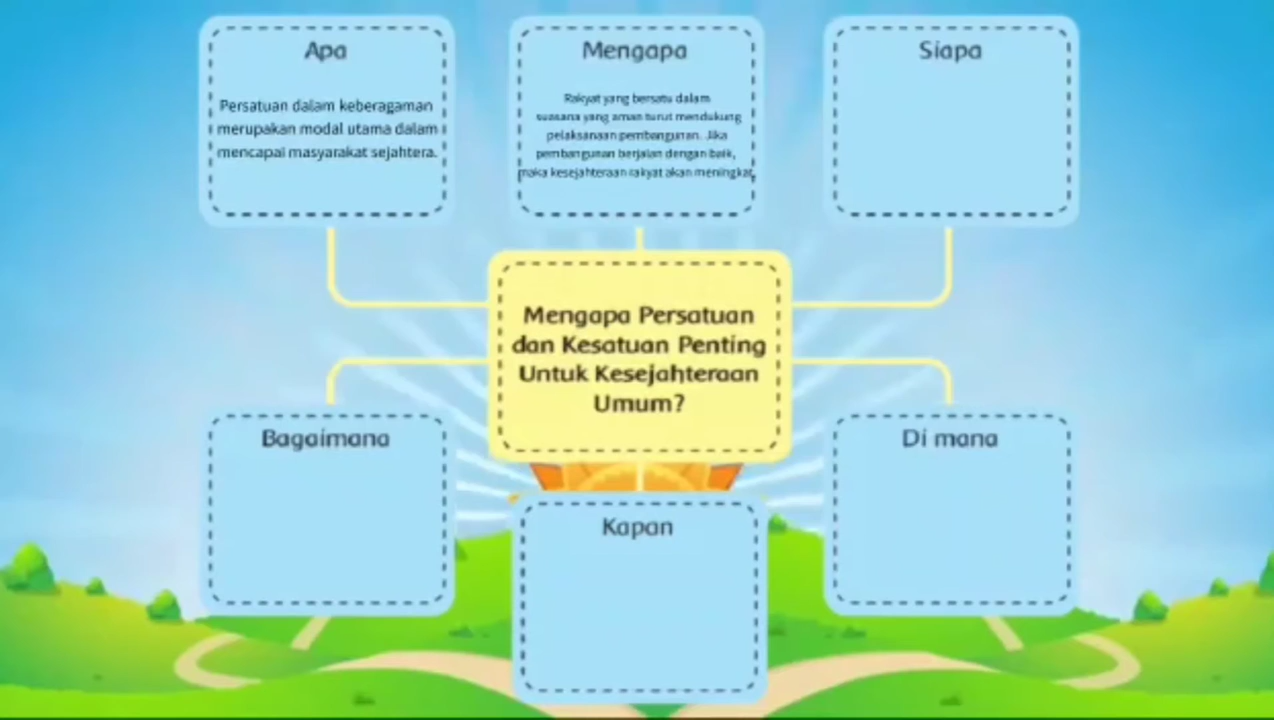 Apa
Persatuan dalam keberagaman
merupakan modal utama dalam
mencapai masyarakat sejahtera.
Mengapa
Rakyat yang bersatu dalam
suasana yang aman turut mendukung
pelaksanaan pembangunan. Jika
pembangunan berjalan dengan baik,
maka kesejahteraan rakyat akan meningkat.
Siapa
Mengapa Persatuan
dan Kesatuan Penting
Untuk Kesejahteraan
Umum?
Bagaimana
Kapan
Di mana